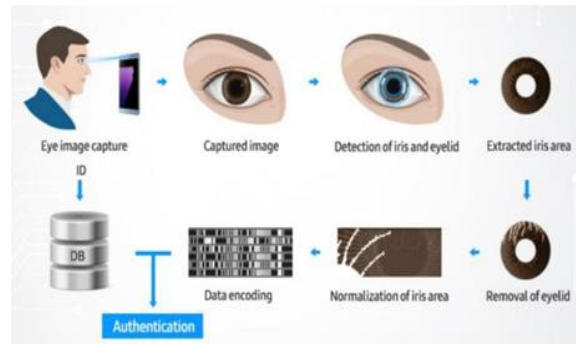 Eye image capture
Captured image
Detection of iris and eyelid
Extracted iris area
ID
DB
Data encoding
Normalization of iris area
Removal of eyelid
Authentication